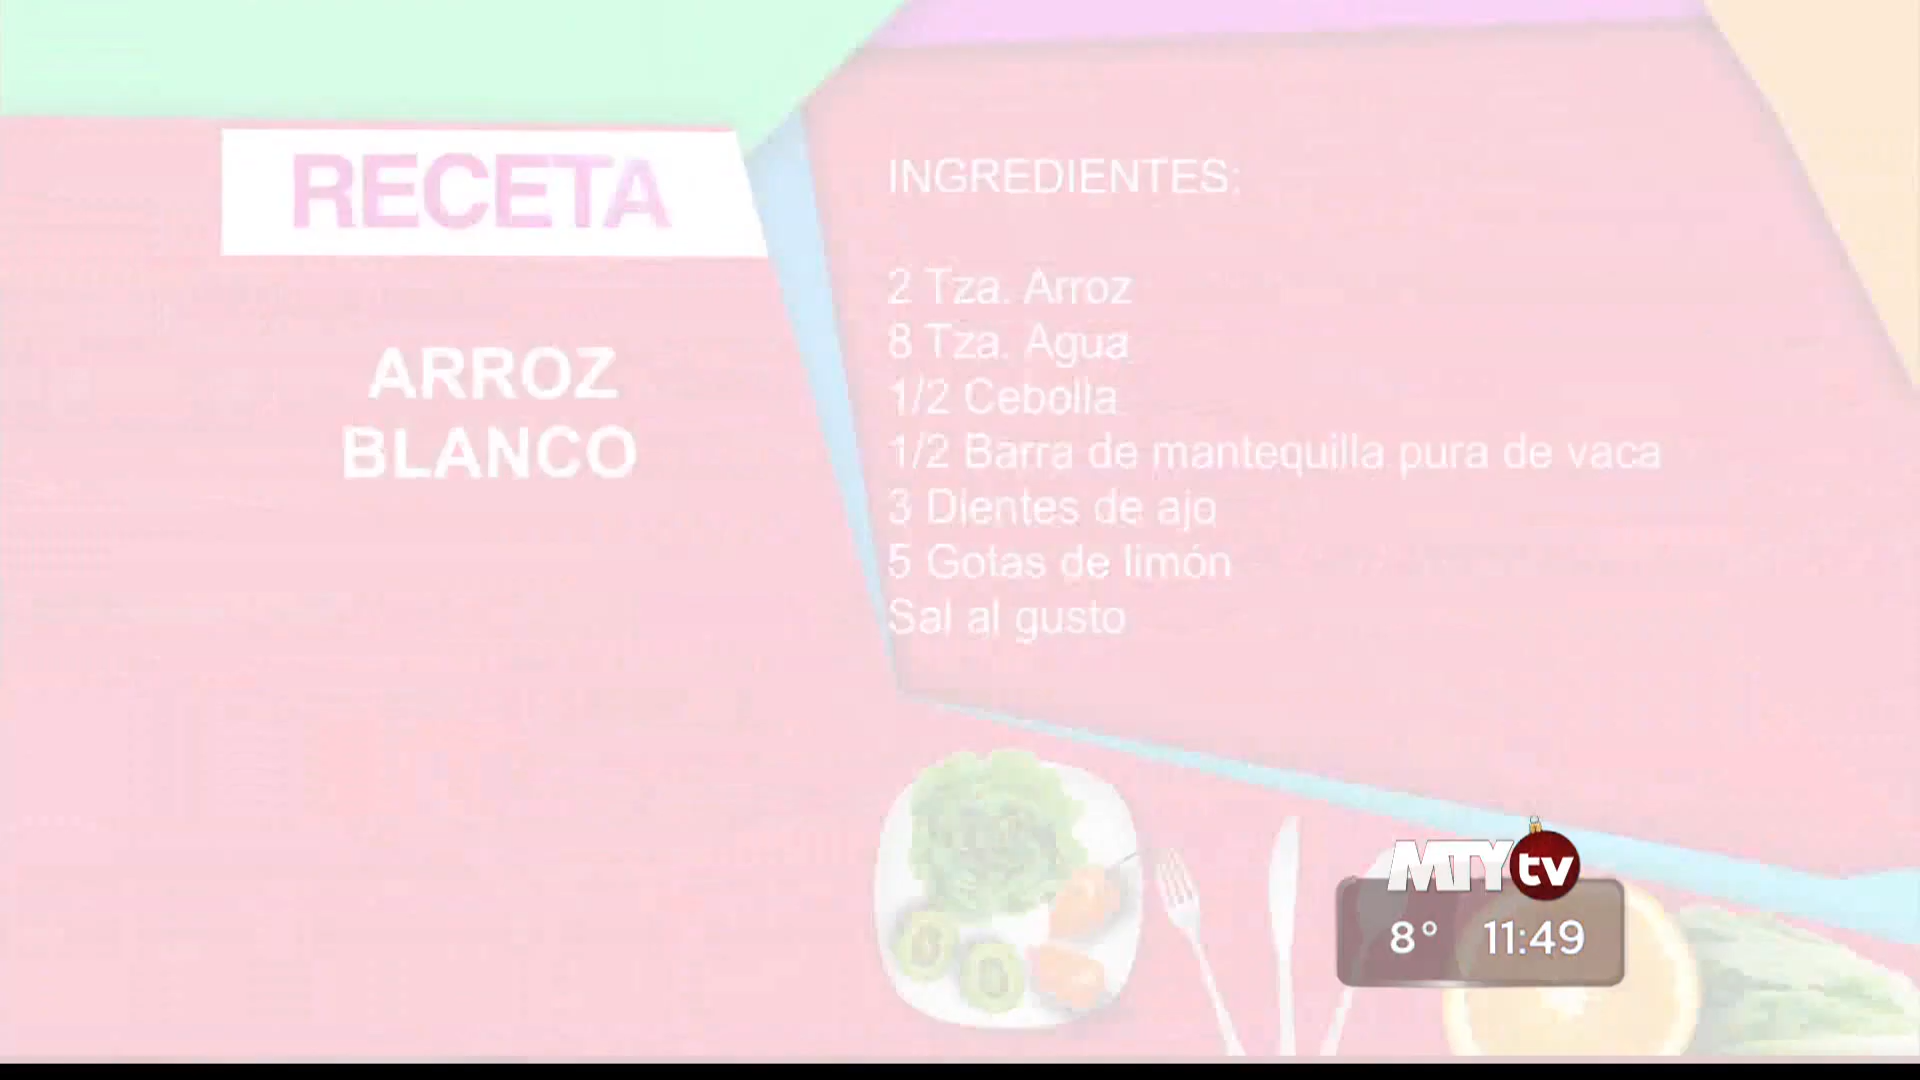 RECETA
ARROZ
BLANCO
INGREDIENTES:
2 Tza. Arroz
8 Tza. Agua
1/2 Cebolla
1/2 Barra de mantequilla pura de vaca
3 Dientes de ajo
5 Gotas de limón
Sal al gusto
MTY tv
8° 11:49